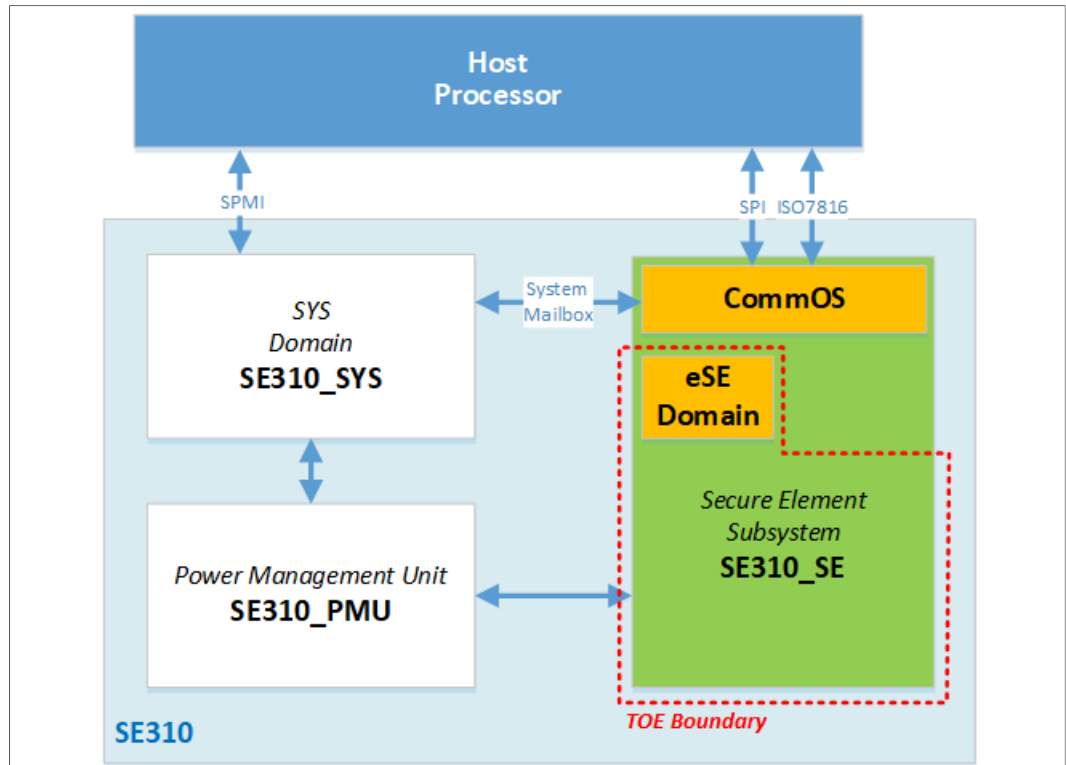 Host
Processor
SPMI
SPI
ISO7816
SYS
Domain
SE310_SYS
System
Mailbox
CommOS
eSE
Domain
Secure Element
Subsystem
SE310_SE
Power Management Unit
SE310_PMU
SE310
TOE Boundary